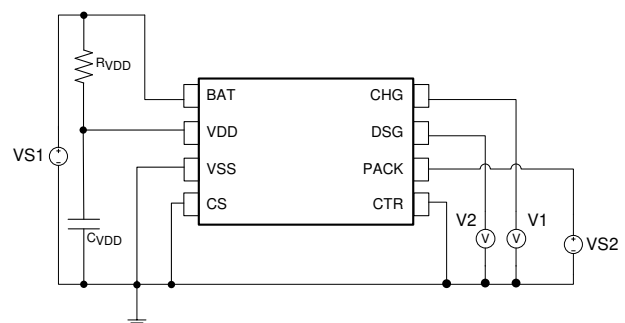 RVDD
BAT
CHG
VDD
DSG
VS1
VSS
PACK
CS
CTR
V2
V1
V
V
VS2
CVDD